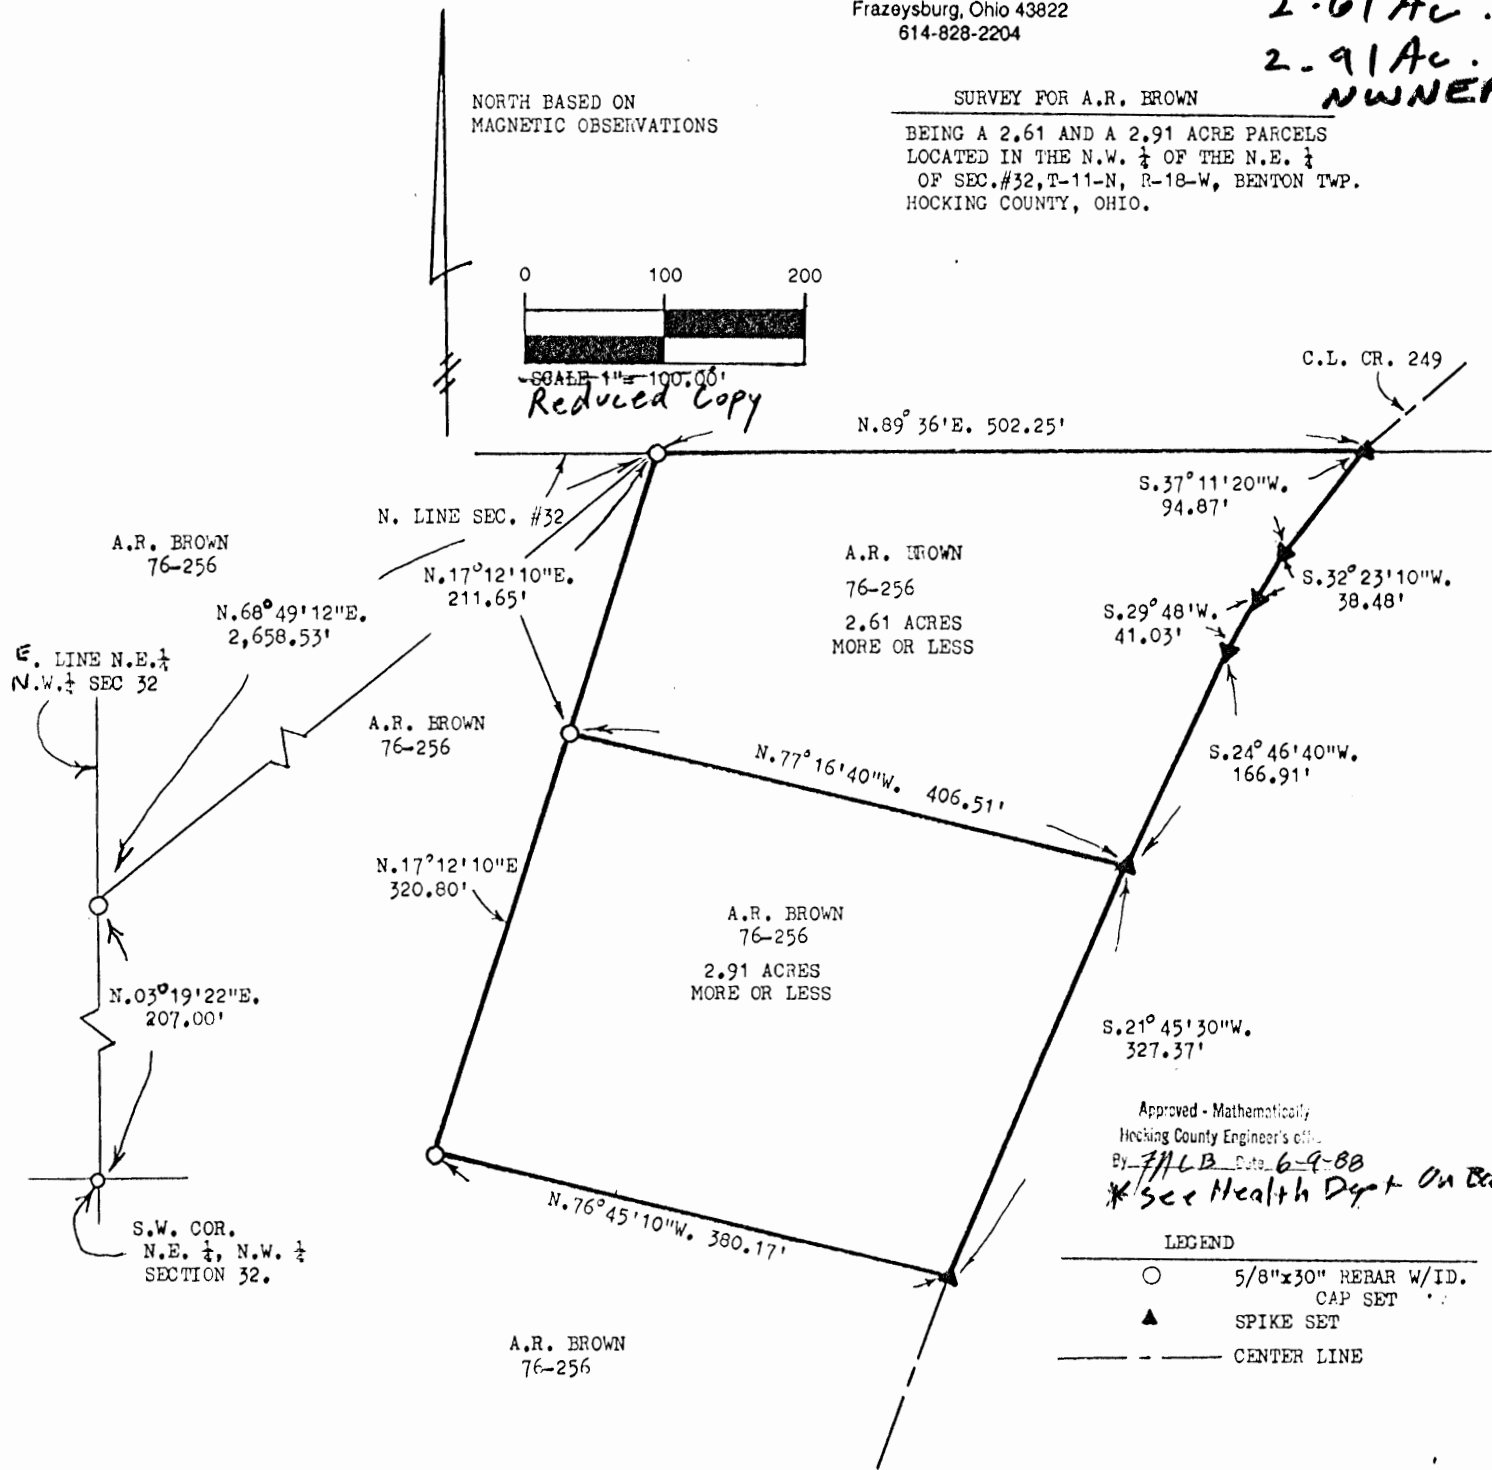 Frazeysburg, Ohio 43822
614-828-2204
2.61 Ac.
2.91 Ac.
NWNE
NORTH BASED ON
MAGNETIC OBSERVATIONS
SURVEY FOR A.R. BROWN
BEING A 2.61 AND A 2.91 ACRE PARCELS
LOCATED IN THE N.W. ¼ OF THE N.E. ¼
OF SEC.#32,T-11-N, R-18-W, BENTON TWP.
HOCKING COUNTY, OHIO.
0 100 200
SCALE 1"= 100.00'
Reduced Copy
C.L. CR. 249
N.89° 36'E. 502.25'
S.37°11'20"W.
94.87'
N. LINE SEC. #32
A.R. BROWN
76-256
A.R. BROWN
76-256
2.61 ACRES
MORE OR LESS
N.17°12'10"E.
211.65'
S.32°23'10"W.
38.48'
N.68°49'12"E.
2,658.53'
S.29°48'W.
41.03'
E. LINE N.E.¼
N.W.¼ SEC 32
A.R. BROWN
76-256
N.77°16'40"W. 406.51'
S.24°46'40"W.
166.91'
N.17°12'10"E
320.80'
A.R. BROWN
76-256
2.91 ACRES
MORE OR LESS
N.03°19'22"E.
207.00'
S.21°45'30"W.
327.37'
Approved - Mathematically
Hocking County Engineer's
By Date 6-9-88
* see Health Dept On
N.76°45'10"W. 380.17'
S.W. COR.
N.E. ¼, N.W. ¼
SECTION 32.
LEGEND
5/8"x30" REBAR W/ID.
CAP SET
SPIKE SET
CENTER LINE
A.R. BROWN
76-256